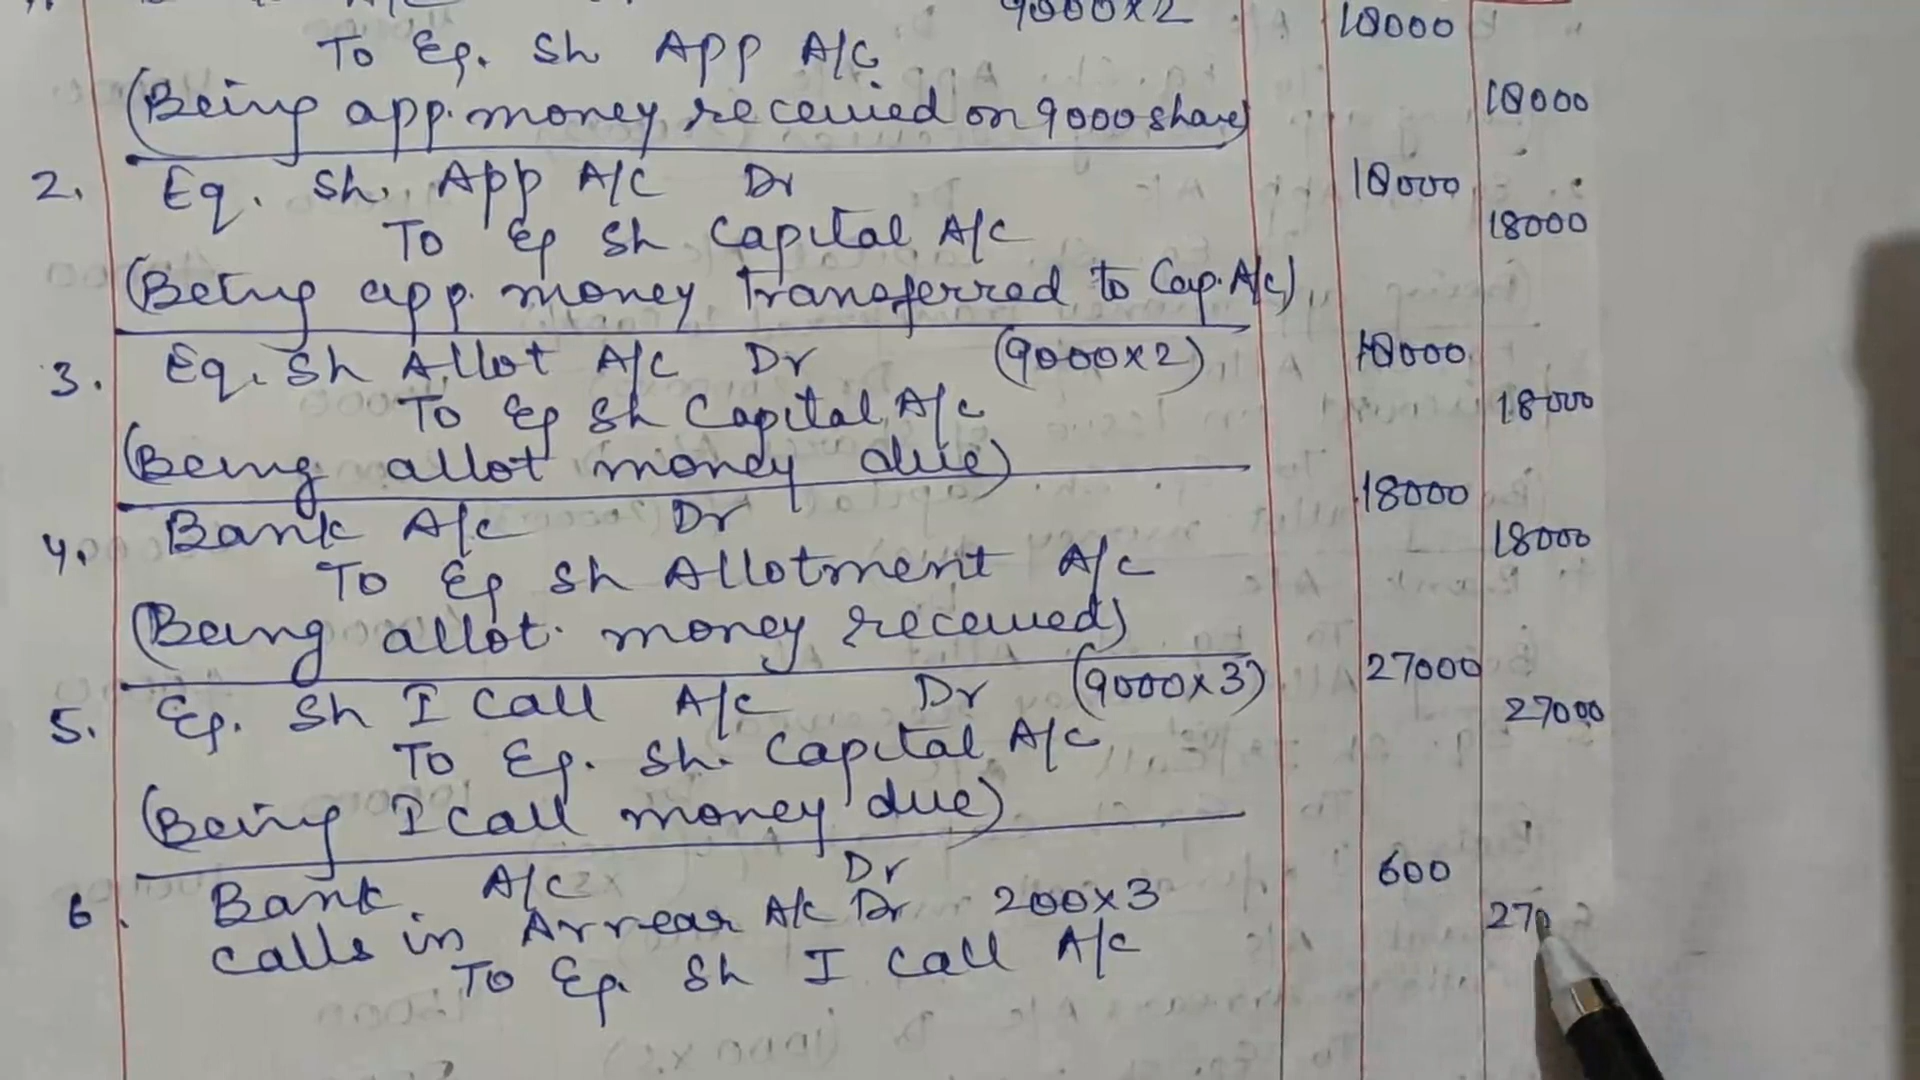 9000x2 18000
To Eq. Sh App A/c 18000
(Being app. money received on 9000 share)
2. Eq. Sh. App A/c Dr 18000
To Eq Sh Capital A/c 18000
(Being app. money transferred to Cap. A/c)
3. Eq. Sh Allot A/c Dr (9000x2) 18000
To Eq Sh Capital A/c 18000
(Being allot money due)
4. Bank A/c Dr 18000
To Eq Sh Allotment A/c 18000
(Being allot. money received)
5. Eq. Sh I Call A/c Dr (9000x3) 27000
To Eq. Sh. Capital A/c 27000
(Being I call money due)
6. Bank A/c Dr
Calls in Arrear A/c Dr 200x3 600
To Eq. Sh I Call A/c 270